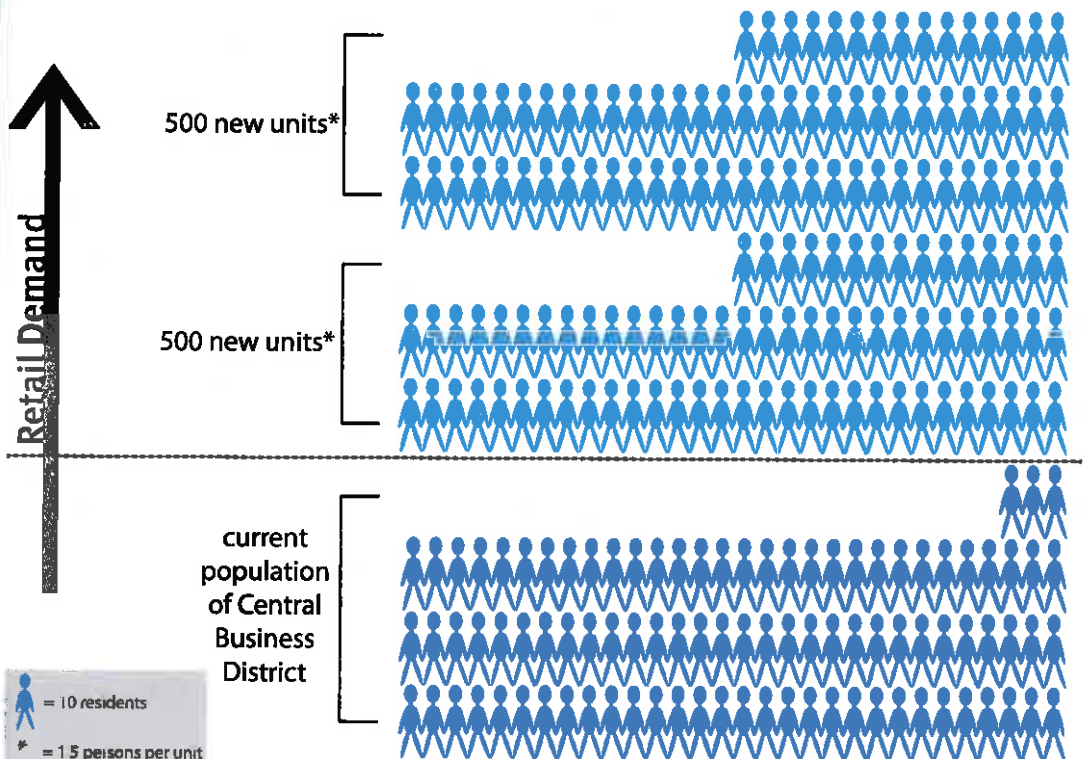 500 new units*
Retail Demand
500 new units*
current
population
of Central
Business
District
= 10 residents
* = 1.5 persons per unit